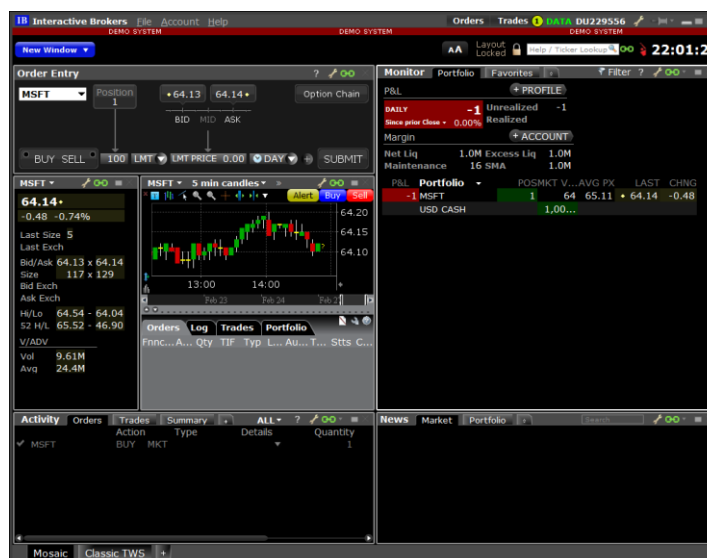 IB Interactive Brokers File Account Help Orders Trades 1 DATA DU229556
DEMO SYSTEM DEMO SYSTEM DEMO SYSTEM
New Window AA Layout Locked Help / Ticker Lookup 22:01:2
Order Entry ?
MSFT Position 1 64.13 64.14 Option Chain
BID MID ASK
BUY SELL 100 LMT LMT PRICE 0.00 DAY SUBMIT
Monitor Portfolio Favorites + Filter ?
P&L + PROFILE
DAILY -1 Unrealized -1
Since prior Close 0.00% Realized
Margin + ACCOUNT
Net Liq 1.0M Excess Liq 1.0M
Maintenance 16 SMA 1.0M
P&L Portfolio POS MKT V... AVG PX LAST CHNG
-1 MSFT 1 64 65.11 64.14 -0.48
USD CASH 1,00...
MSFT
64.14
-0.48 -0.74%
Last Size 5
Last Exch
Bid/Ask 64.13 x 64.14
Size 117 x 129
Bid Exch
Ask Exch
Hi/Lo 64.54 - 64.04
52 H/L 65.52 - 46.90
V/ADV
Vol 9.61M
Avg 24.4M
MSFT 5 min candles
Alert Buy Sell
64.20
64.15
64.10
13:00 14:00
Feb 23 Feb 24
Orders Log Trades Portfolio
Fnnc... A... Qty TIF Typ L... Au... T... Stts C...
Activity Orders Trades Summary + ALL ?
Action Type Details Quantity
MSFT BUY MKT 1
News Market Portfolio + Search
Mosaic Classic TWS +